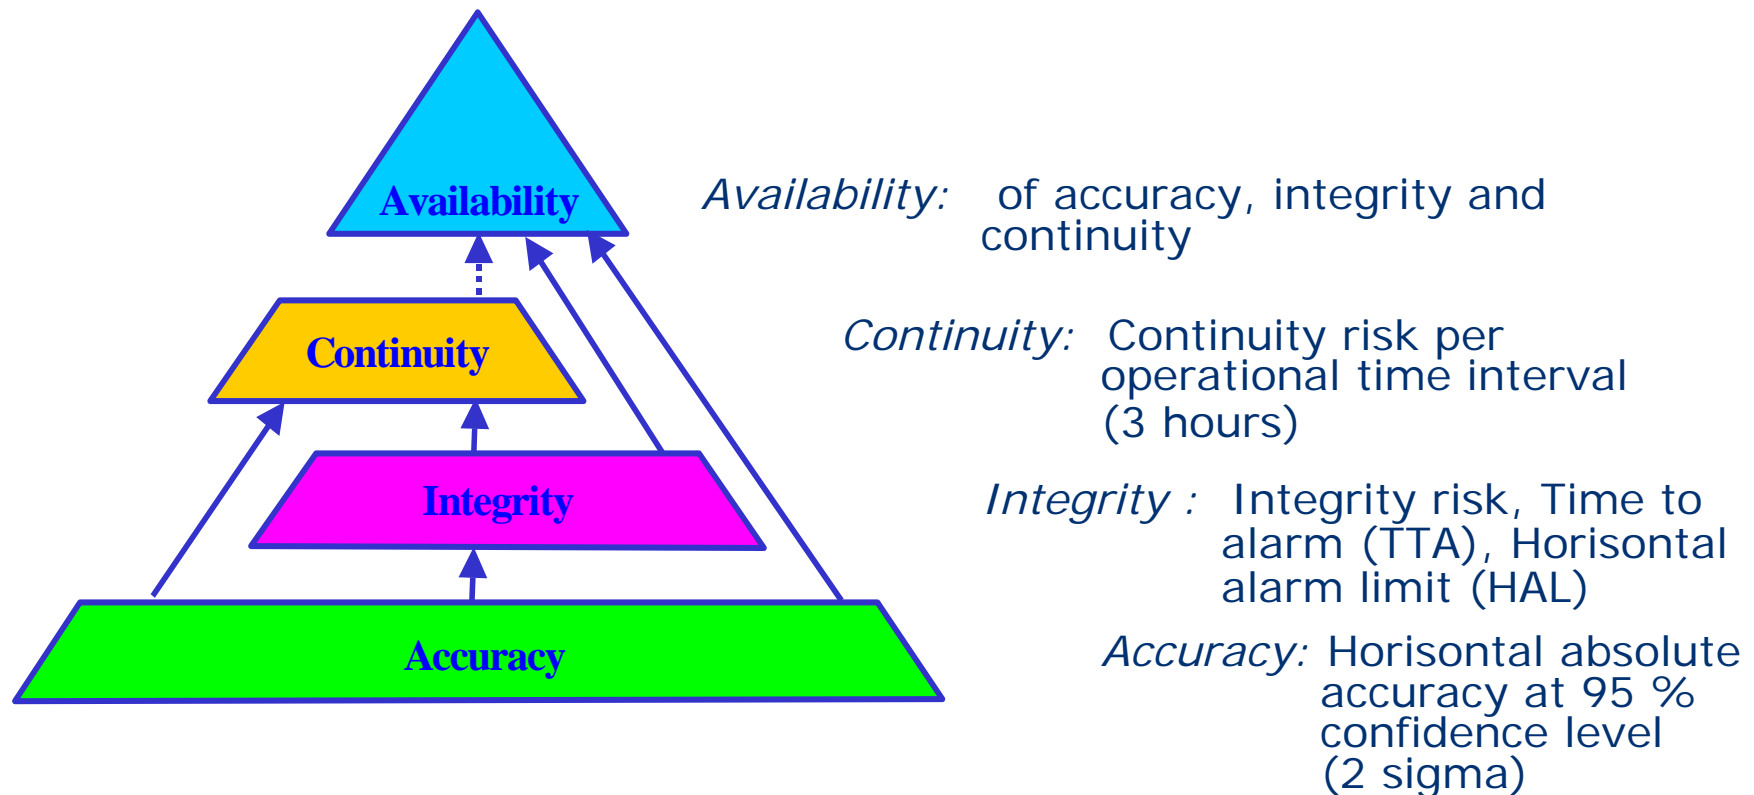 Availability
Availability: of accuracy, integrity and
continuity
Continuity
Continuity: Continuity risk per
operational time interval
(3 hours)
Integrity
Integrity : Integrity risk, Time to
alarm (TTA), Horisontal
alarm limit (HAL)
Accuracy
Accuracy: Horisontal absolute
accuracy at 95 %
confidence level
(2 sigma)